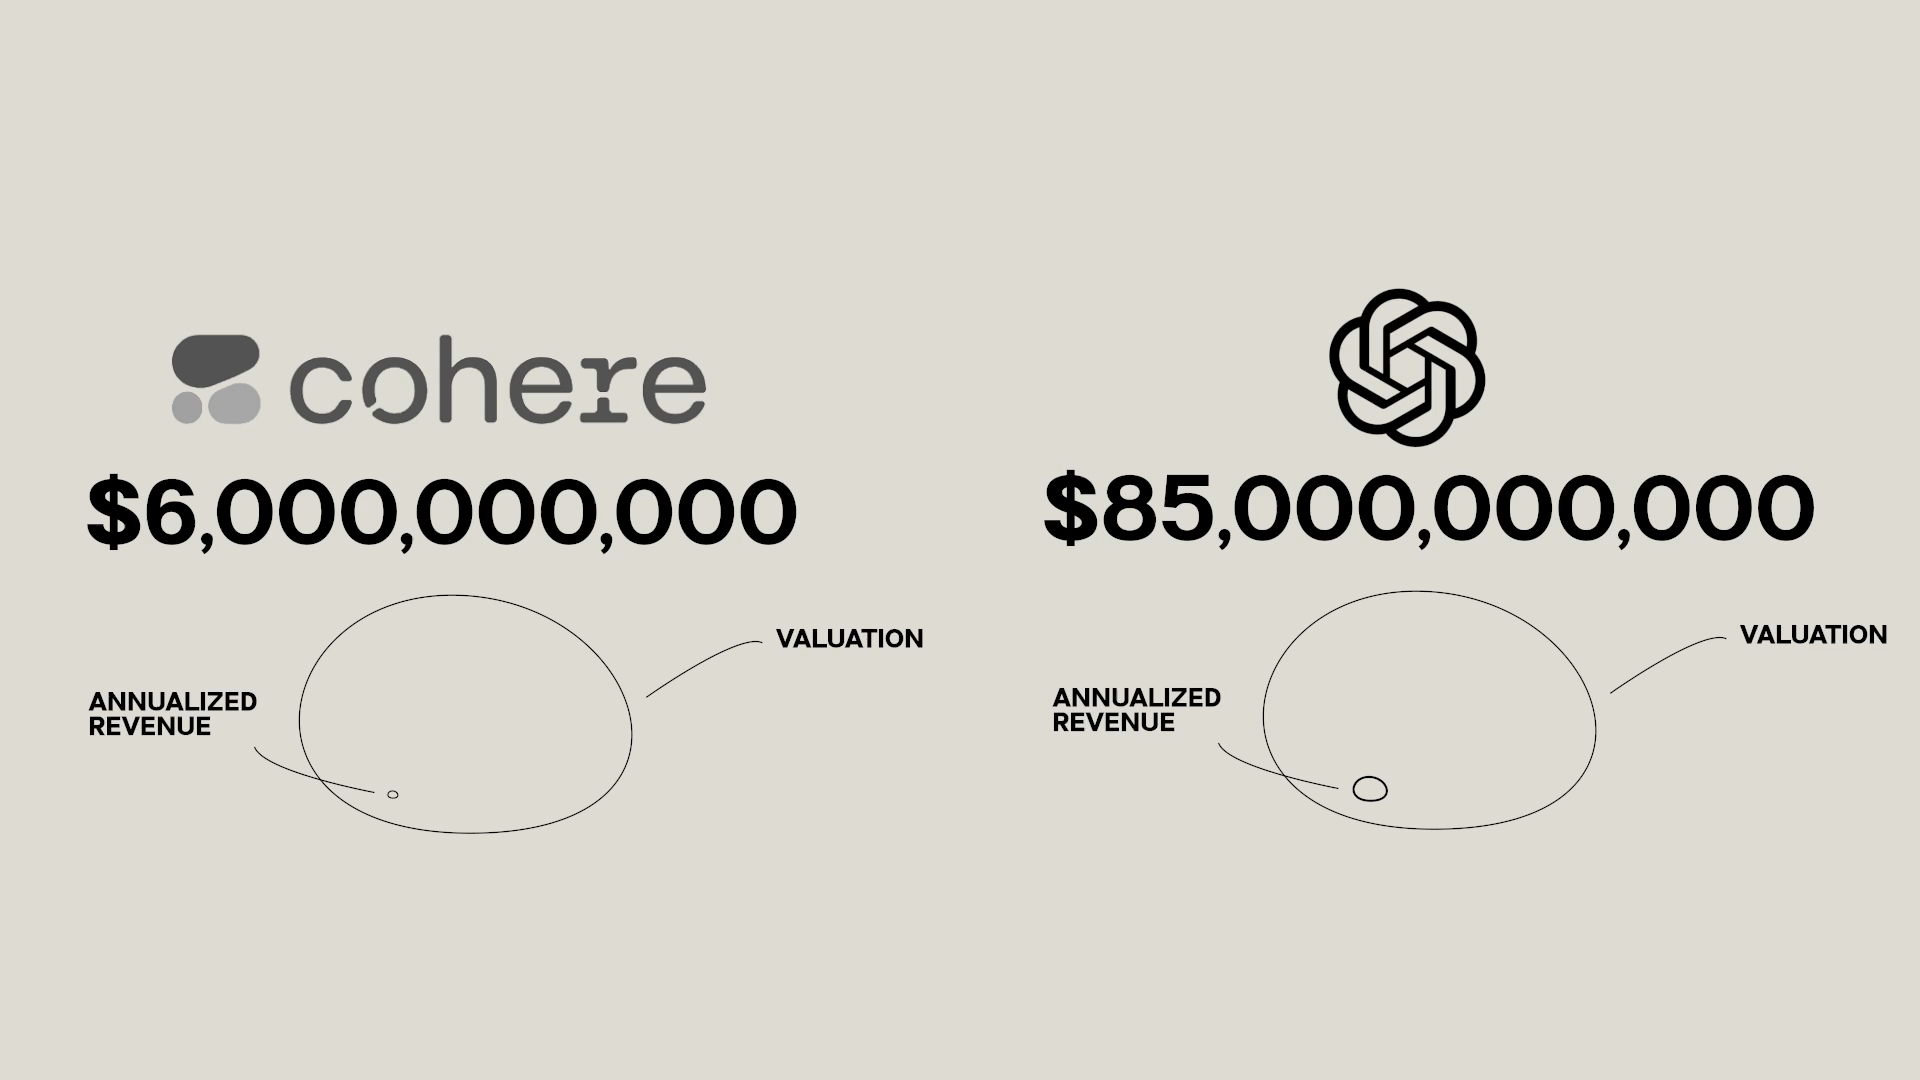 cohere
$6,000,000,000
VALUATION
ANNUALIZED
REVENUE
$85,000,000,000
VALUATION
ANNUALIZED
REVENUE